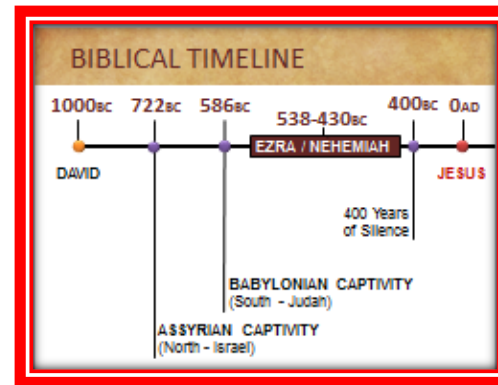 BIBLICAL TIMELINE
1000BC 722BC 586BC 538-430BC 400BC 0AD
EZRA / NEHEMIAH
DAVID JESUS
400 Years
of Silence
BABYLONIAN CAPTIVITY
(South - Judah)
ASSYRIAN CAPTIVITY
(North - Israel)